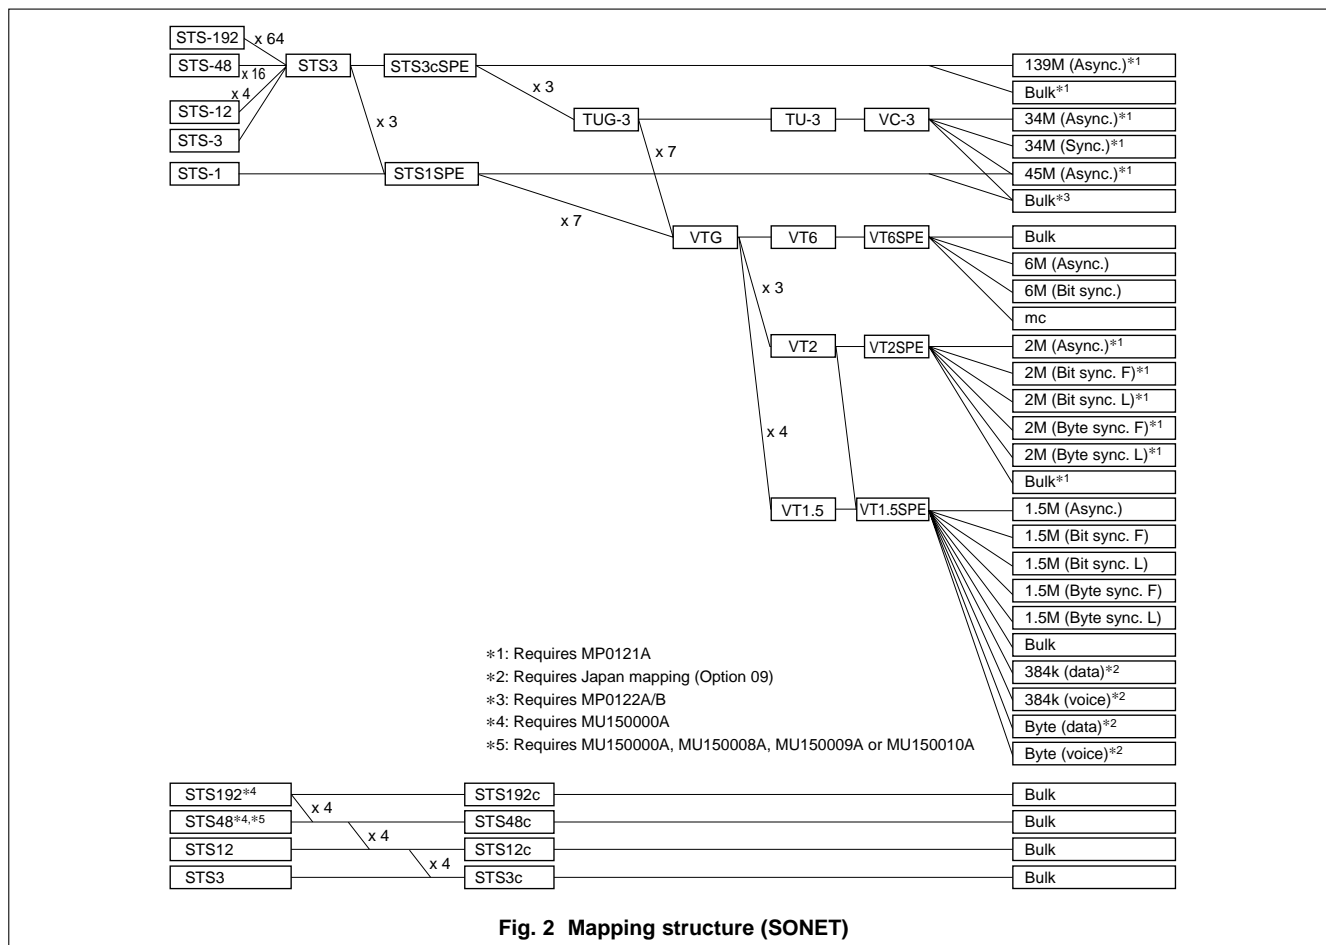 STS-192
x 64
STS-48
STS3
STS3cSPE
139M (Async.)*1
x 16
x 3
Bulk*1
x 4
STS-12
x 3
TUG-3
TU-3
VC-3
34M (Async.)*1
STS-3
x 7
34M (Sync.)*1
STS-1
STS1SPE
45M (Async.)*1
Bulk*3
x 7
VTG
VT6
VT6SPE
Bulk
6M (Async.)
x 3
6M (Bit sync.)
mc
VT2
VT2SPE
2M (Async.)*1
2M (Bit sync. F)*1
2M (Bit sync. L)*1
x 4
2M (Byte sync. F)*1
2M (Byte sync. L)*1
Bulk*1
VT1.5
VT1.5SPE
1.5M (Async.)
1.5M (Bit sync. F)
1.5M (Bit sync. L)
1.5M (Byte sync. F)
1.5M (Byte sync. L)
Bulk
384k (data)*2
384k (voice)*2
Byte (data)*2
Byte (voice)*2
*1: Requires MP0121A
*2: Requires Japan mapping (Option 09)
*3: Requires MP0122A/B
*4: Requires MU150000A
*5: Requires MU150000A, MU150008A, MU150009A or MU150010A
STS192*4
x 4
STS192c
Bulk
STS48*4,*5
x 4
STS48c
Bulk
STS12
x 4
STS12c
Bulk
STS3
STS3c
Bulk
Fig. 2 Mapping structure (SONET)